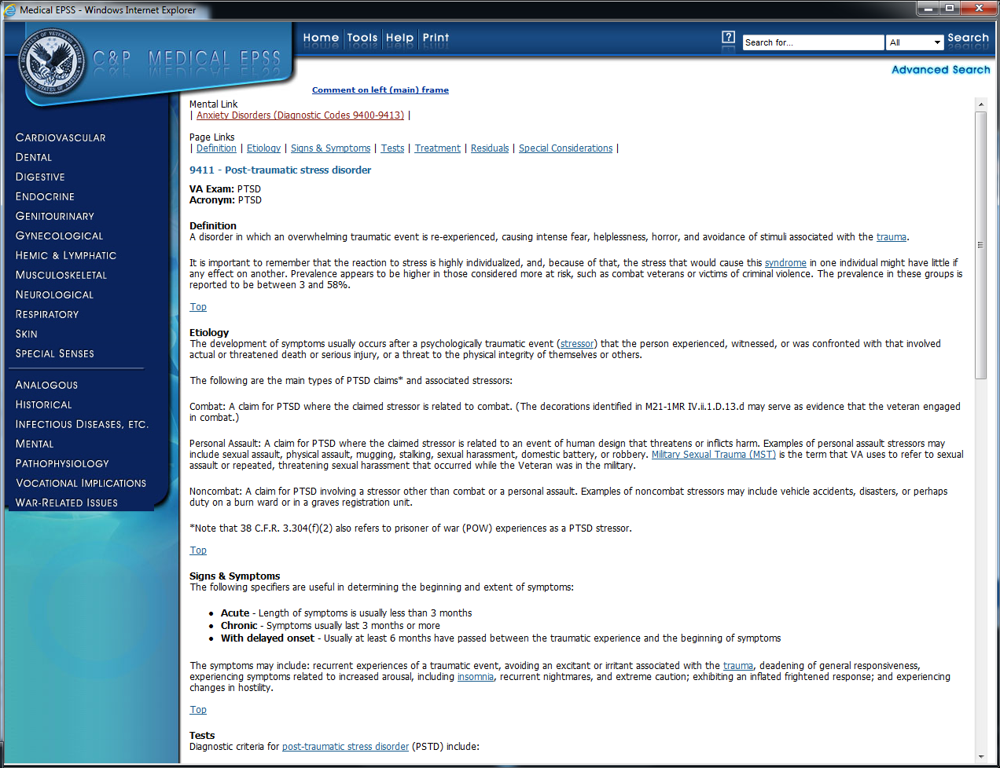 Medical EPSS - Windows Internet Explorer
C&P MEDICAL EPSS
Home | Tools | Help | Print
? Search for... All Search
Advanced Search
DEPARTMENT OF VETERANS AFFAIRS
UNITED STATES OF AMERICA
CARDIOVASCULAR
DENTAL
DIGESTIVE
ENDOCRINE
GENITOURINARY
GYNECOLOGICAL
HEMIC & LYMPHATIC
MUSCULOSKELETAL
NEUROLOGICAL
RESPIRATORY
SKIN
SPECIAL SENSES
ANALOGOUS
HISTORICAL
INFECTIOUS DISEASES, ETC.
MENTAL
PATHOPHYSIOLOGY
VOCATIONAL IMPLICATIONS
WAR-RELATED ISSUES
Comment on left (main) frame
Mental Link
| Anxiety Disorders (Diagnostic Codes 9400-9413) |
Page Links
| Definition | Etiology | Signs & Symptoms | Tests | Treatment | Residuals | Special Considerations |
9411 - Post-traumatic stress disorder
VA Exam: PTSD
Acronym: PTSD
Definition
A disorder in which an overwhelming traumatic event is re-experienced, causing intense fear, helplessness, horror, and avoidance of stimuli associated with the trauma.
It is important to remember that the reaction to stress is highly individualized, and, because of that, the stress that would cause this syndrome in one individual might have little if
any effect on another. Prevalence appears to be higher in those considered more at risk, such as combat veterans or victims of criminal violence. The prevalence in these groups is
reported to be between 3 and 58%.
Top
Etiology
The development of symptoms usually occurs after a psychologically traumatic event (stressor) that the person experienced, witnessed, or was confronted with that involved
actual or threatened death or serious injury, or a threat to the physical integrity of themselves or others.
The following are the main types of PTSD claims* and associated stressors:
Combat: A claim for PTSD where the claimed stressor is related to combat. (The decorations identified in M21-1MR IV.ii.1.D.13.d may serve as evidence that the veteran engaged
in combat.)
Personal Assault: A claim for PTSD where the claimed stressor is related to an event of human design that threatens or inflicts harm. Examples of personal assault stressors may
include sexual assault, physical assault, mugging, stalking, sexual harassment, domestic battery, or robbery. Military Sexual Trauma (MST) is the term that VA uses to refer to sexual
assault or repeated, threatening sexual harassment that occurred while the Veteran was in the military.
Noncombat: A claim for PTSD involving a stressor other than combat or a personal assault. Examples of noncombat stressors may include vehicle accidents, disasters, or perhaps
duty on a burn ward or in a graves registration unit.
*Note that 38 C.F.R. 3.304(f)(2) also refers to prisoner of war (POW) experiences as a PTSD stressor.
Top
Signs & Symptoms
The following specifiers are useful in determining the beginning and extent of symptoms:
• Acute - Length of symptoms is usually less than 3 months
• Chronic - Symptoms usually last 3 months or more
• With delayed onset - Usually at least 6 months have passed between the traumatic experience and the beginning of symptoms
The symptoms may include: recurrent experiences of a traumatic event, avoiding an excitant or irritant associated with the trauma, deadening of general responsiveness,
experiencing symptoms related to increased arousal, including insomnia, recurrent nightmares, and extreme caution; exhibiting an inflated frightened response; and experiencing
changes in hostility.
Top
Tests
Diagnostic criteria for post-traumatic stress disorder (PSTD) include: